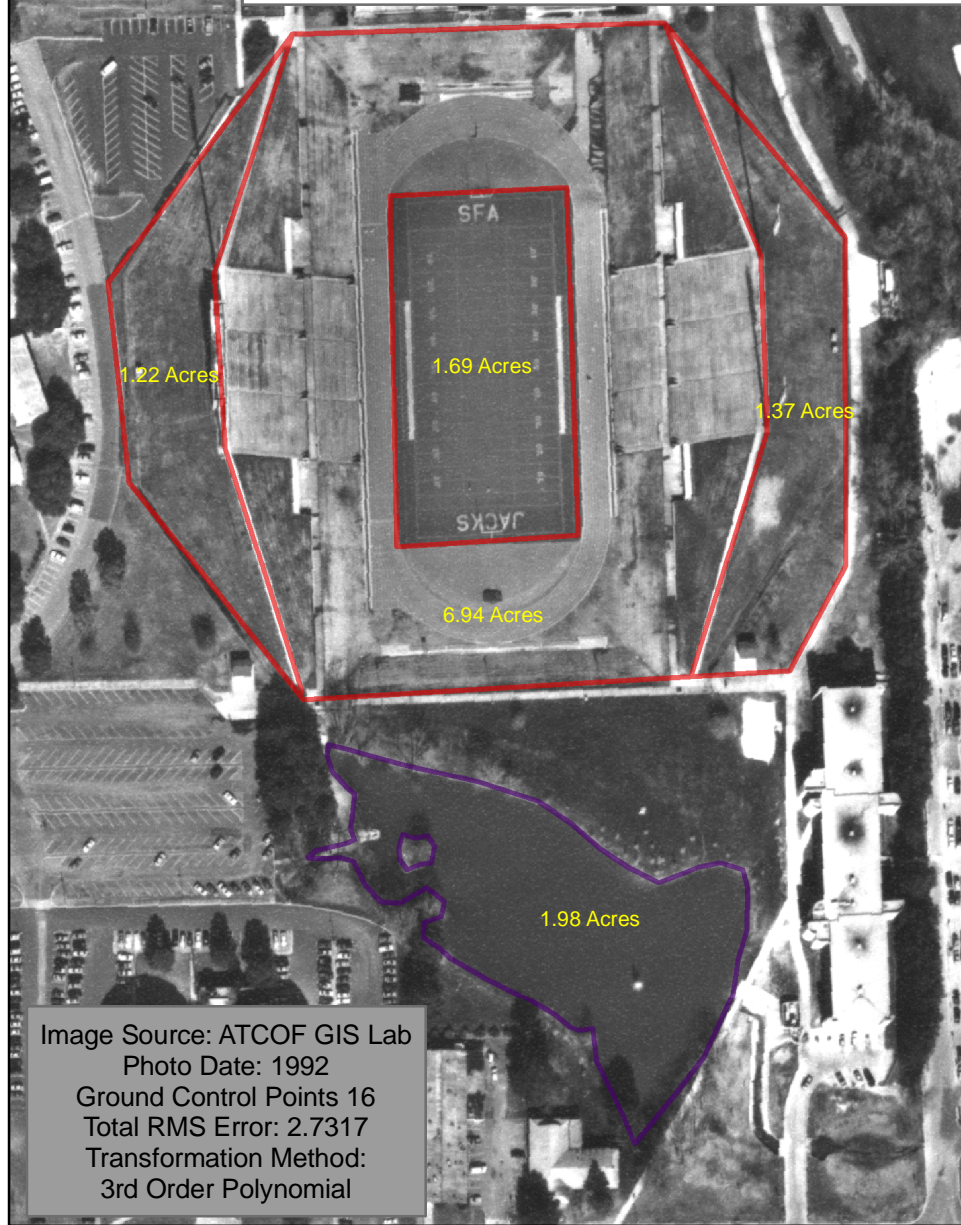 SFA
1.22 Acres
1.69 Acres
1.37 Acres
JACKS
6.94 Acres
1.98 Acres
Image Source: ATCOF GIS Lab
Photo Date: 1992
Ground Control Points 16
Total RMS Error: 2.7317
Transformation Method:
3rd Order Polynomial